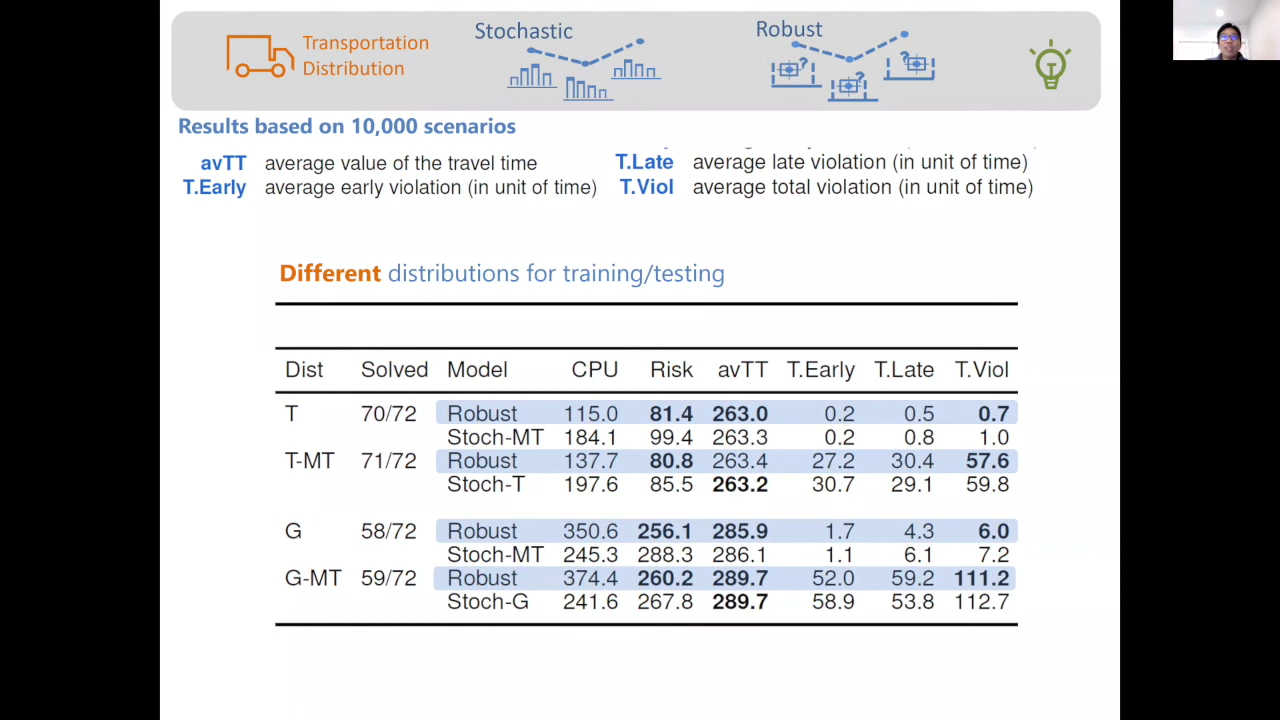 Transportation
Distribution
Stochastic
Robust
Results based on 10,000 scenarios
avTT average value of the travel time
T.Early average early violation (in unit of time)
T.Late average late violation (in unit of time)
T.Viol average total violation (in unit of time)
Different distributions for training/testing
Dist Solved Model CPU Risk avTT T.Early T.Late T.Viol
T 70/72 Robust 115.0 81.4 263.0 0.2 0.5 0.7
Stoch-MT 184.1 99.4 263.3 0.2 0.8 1.0
T-MT 71/72 Robust 137.7 80.8 263.4 27.2 30.4 57.6
Stoch-T 197.6 85.5 263.2 30.7 29.1 59.8
G 58/72 Robust 350.6 256.1 285.9 1.7 4.3 6.0
Stoch-MT 245.3 288.3 286.1 1.1 6.1 7.2
G-MT 59/72 Robust 374.4 260.2 289.7 52.0 59.2 111.2
Stoch-G 241.6 267.8 289.7 58.9 53.8 112.7